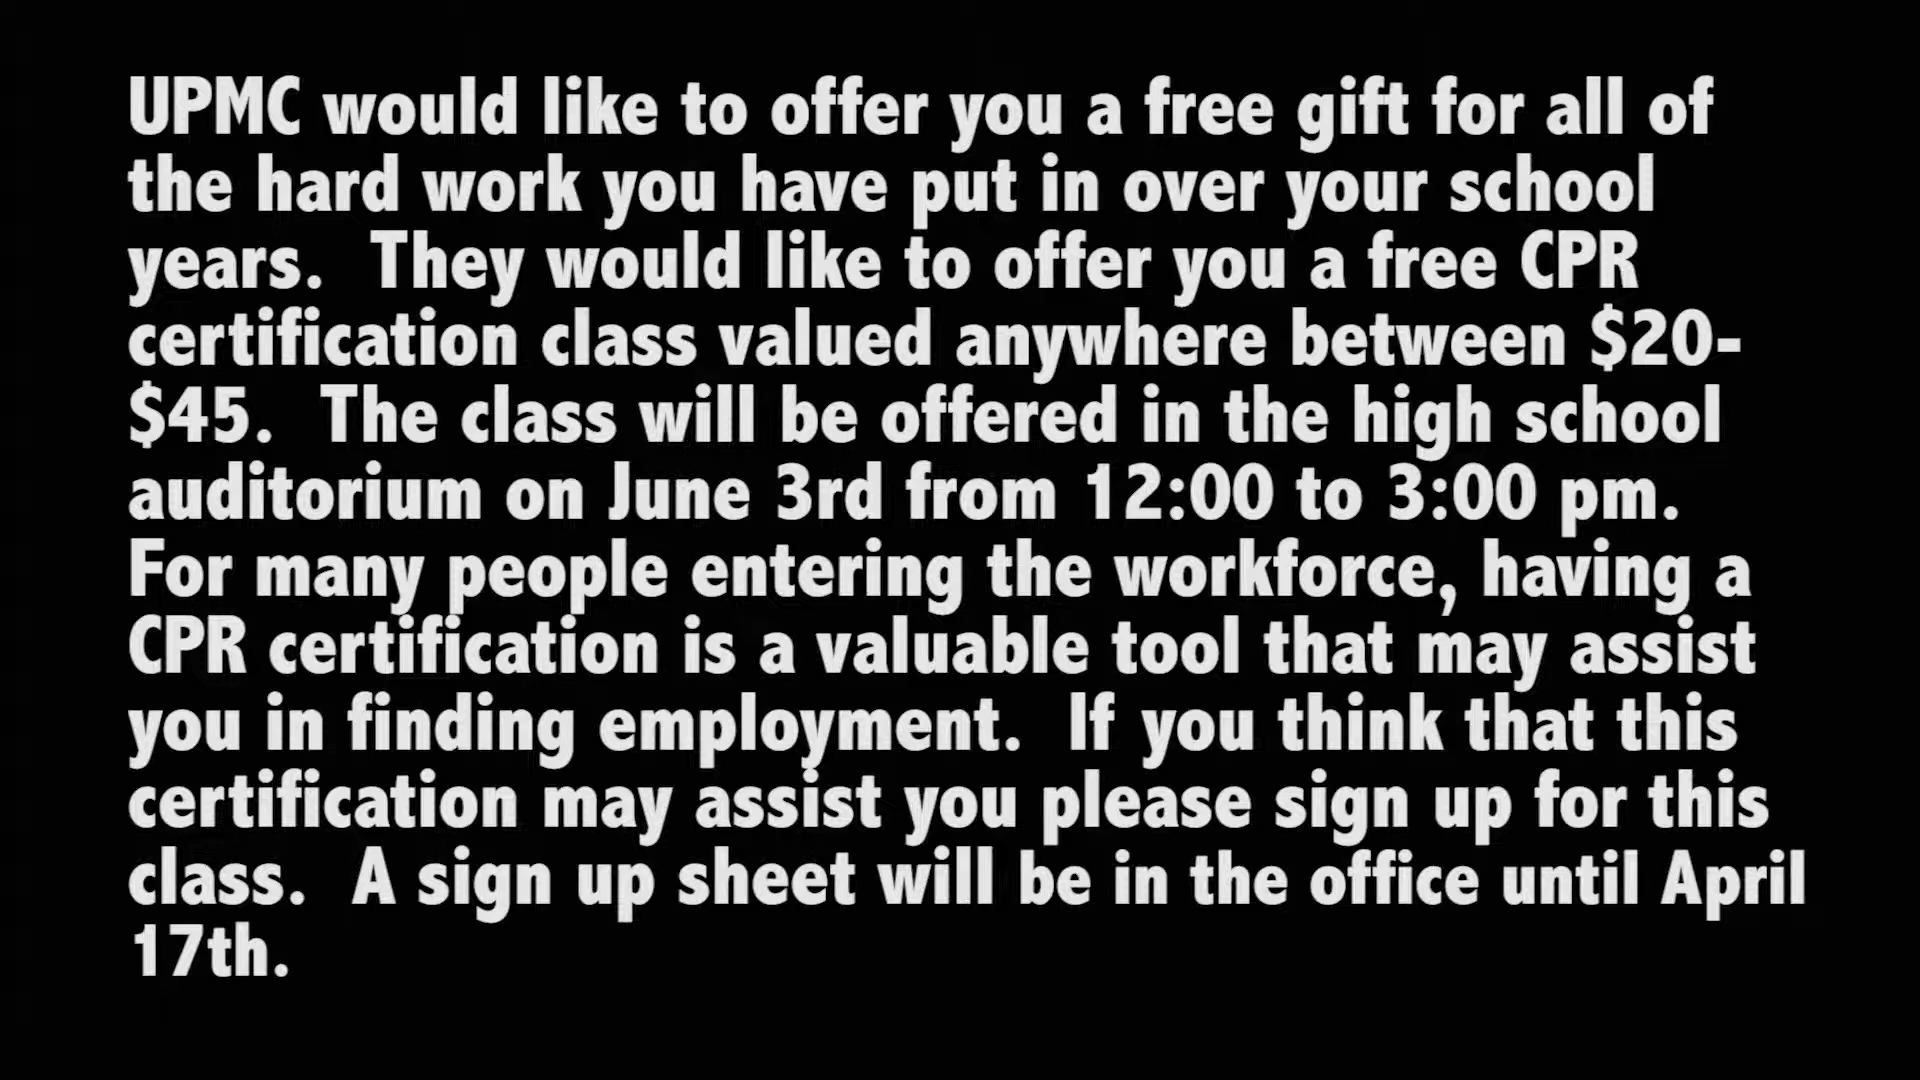 UPMC would like to offer you a free gift for all of
the hard work you have put in over your school
years.  They would like to offer you a free CPR
certification class valued anywhere between $20-
$45.  The class will be offered in the high school
auditorium on June 3rd from 12:00 to 3:00 pm.
For many people entering the workforce, having a
CPR certification is a valuable tool that may assist
you in finding employment.  If you think that this
certification may assist you please sign up for this
class.  A sign up sheet will be in the office until April
17th.